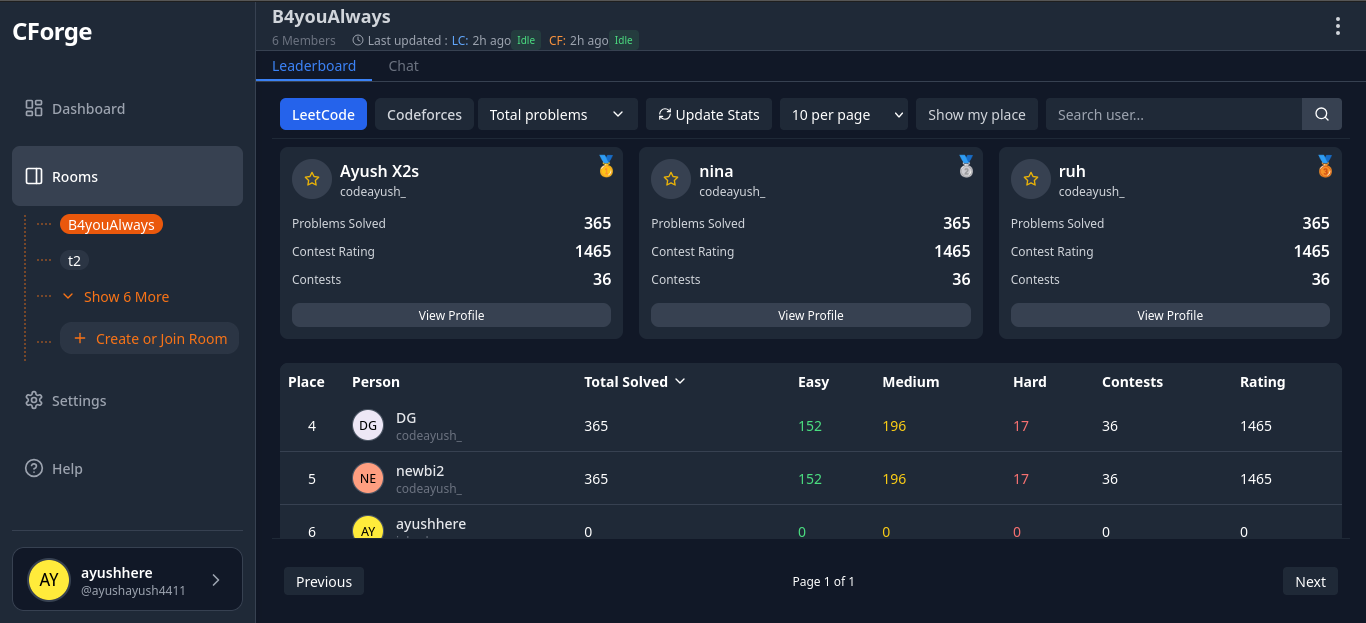 CForge
Dashboard
Rooms
B4youAlways
t2
Show 6 More
+ Create or Join Room
Settings
Help
AY
ayushhere
@ayushayush4411
B4youAlways
6 Members Last updated : LC: 2h ago Idle CF: 2h ago Idle
Leaderboard Chat
LeetCode Codeforces Total problems Update Stats 10 per page Show my place Search user...
Ayush X2s
codeayush_
Problems Solved 365
Contest Rating 1465
Contests 36
View Profile
nina
codeayush_
Problems Solved 365
Contest Rating 1465
Contests 36
View Profile
ruh
codeayush_
Problems Solved 365
Contest Rating 1465
Contests 36
View Profile
Place Person Total Solved Easy Medium Hard Contests Rating
4 DG DG 365 152 196 17 36 1465
codeayush_
5 NE newbi2 365 152 196 17 36 1465
codeayush_
6 AY ayushhere 0 0 0 0 0 0
Previous Page 1 of 1 Next